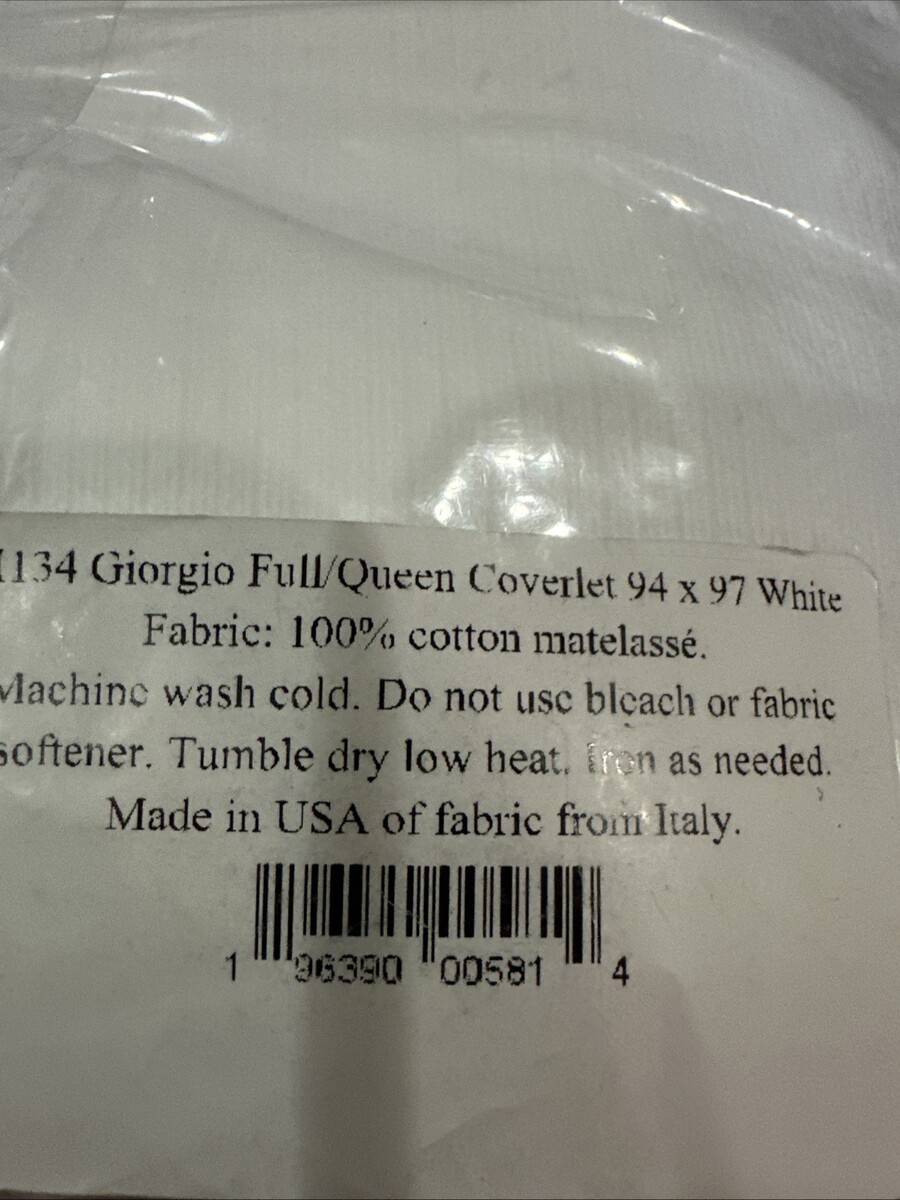 134 Giorgio Full/Queen Coverlet 94 x 97 White
Fabric: 100% cotton matelassé.
Machine wash cold. Do not use bleach or fabric
softener. Tumble dry low heat. Iron as needed.
Made in USA of fabric from Italy.
1 96390 00581 4